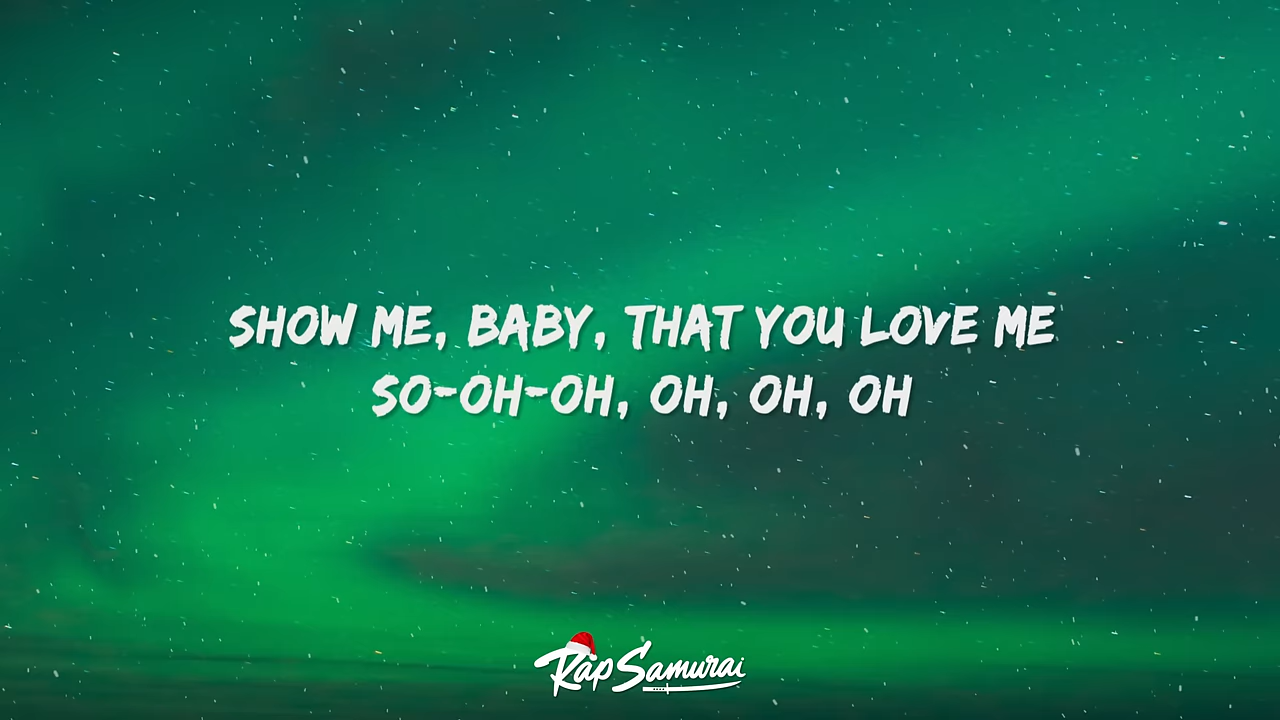 SHOW ME, BABY, THAT YOU LOVE ME
SO-OH-OH, OH, OH, OH
Rap Samurai